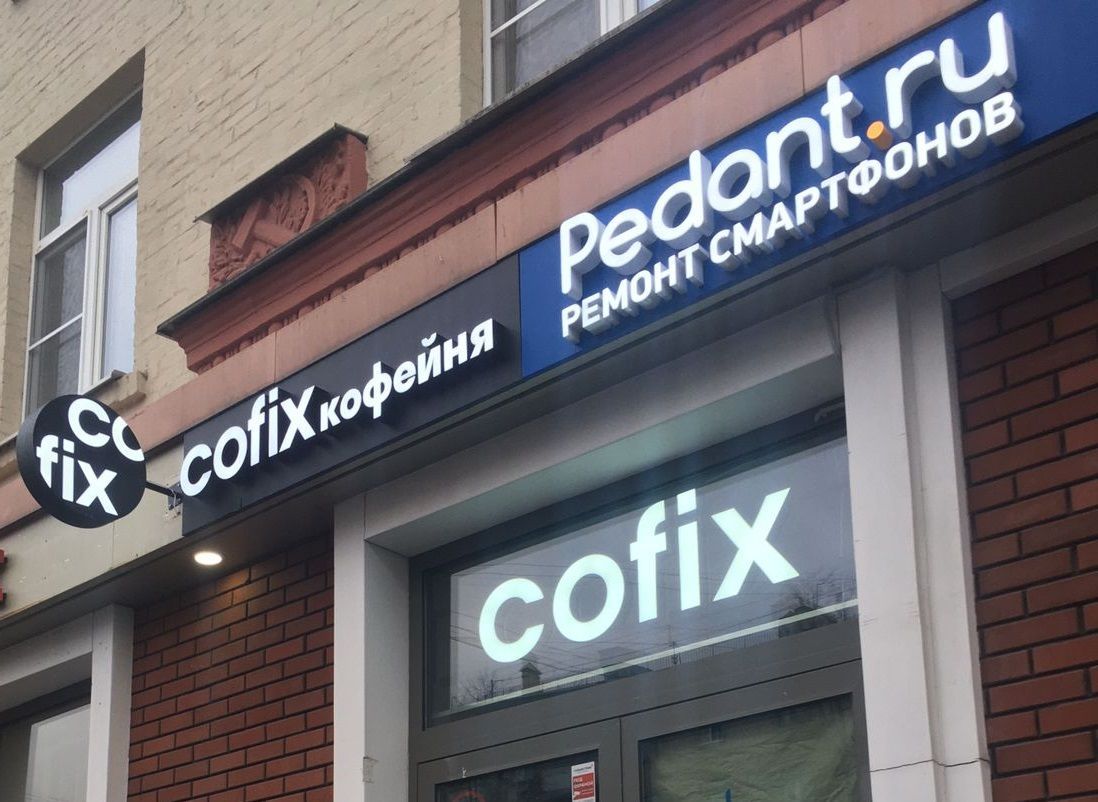 Pedant.ru
РЕМОНТ СМАРТФОНОВ
cofix кофейня
co
fix
cofix